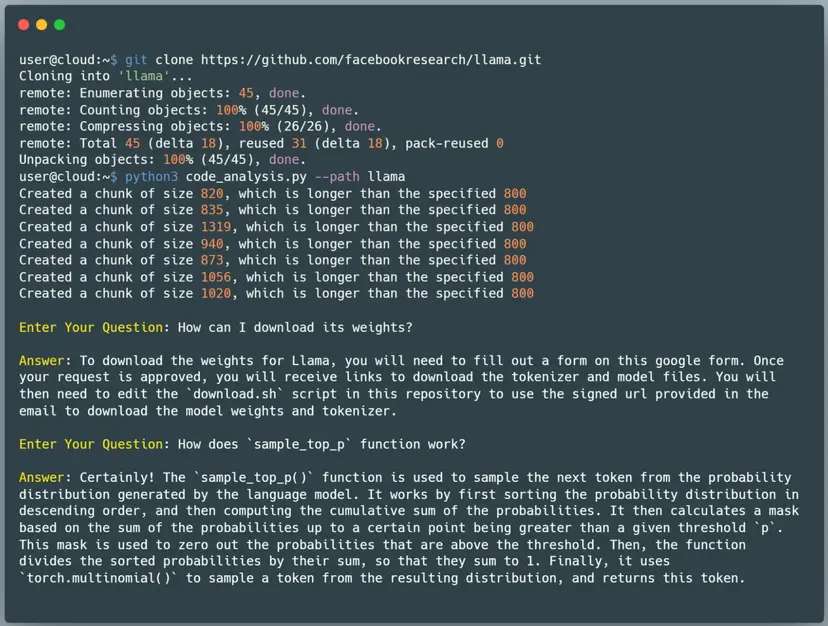 user@cloud:~$ git clone https://github.com/facebookresearch/llama.git
Cloning into 'llama'...
remote: Enumerating objects: 45, done.
remote: Counting objects: 100% (45/45), done.
remote: Compressing objects: 100% (26/26), done.
remote: Total 45 (delta 18), reused 31 (delta 18), pack-reused 0
Unpacking objects: 100% (45/45), done.
user@cloud:~$ python3 code_analysis.py --path llama
Created a chunk of size 820, which is longer than the specified 800
Created a chunk of size 835, which is longer than the specified 800
Created a chunk of size 1319, which is longer than the specified 800
Created a chunk of size 940, which is longer than the specified 800
Created a chunk of size 873, which is longer than the specified 800
Created a chunk of size 1056, which is longer than the specified 800
Created a chunk of size 1020, which is longer than the specified 800
Enter Your Question: How can I download its weights?
Answer: To download the weights for Llama, you will need to fill out a form on this google form. Once
your request is approved, you will receive links to download the tokenizer and model files. You will
then need to edit the `download.sh` script in this repository to use the signed url provided in the
email to download the model weights and tokenizer.
Enter Your Question: How does `sample_top_p` function work?
Answer: Certainly! The `sample_top_p()` function is used to sample the next token from the probability
distribution generated by the language model. It works by first sorting the probability distribution in
descending order, and then computing the cumulative sum of the probabilities. It then calculates a mask
based on the sum of the probabilities up to a certain point being greater than a given threshold `p`.
This mask is used to zero out the probabilities that are above the threshold. Then, the function
divides the sorted probabilities by their sum, so that they sum to 1. Finally, it uses
`torch.multinomial()` to sample a token from the resulting distribution, and returns this token.